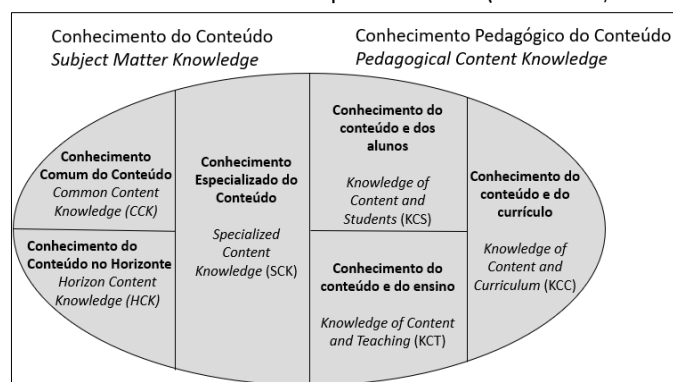 Conhecimento do Conteúdo
Subject Matter Knowledge
Conhecimento Pedagógico do Conteúdo
Pedagogical Content Knowledge
Conhecimento
Comum do Conteúdo
Common Content
Knowledge (CCK)
Conhecimento do
Conteúdo no Horizonte
Horizon Content
Knowledge (HCK)
Conhecimento
Especializado do
Conteúdo
Specialized
Content
Knowledge (SCK)
Conhecimento do
conteúdo e dos
alunos
Knowledge of
Content and
Students (KCS)
Conhecimento do
conteúdo e do ensino
Knowledge of Content
and Teaching (KCT)
Conhecimento do
conteúdo e do
currículo
Knowledge of
Content and
Curriculum (KCC)